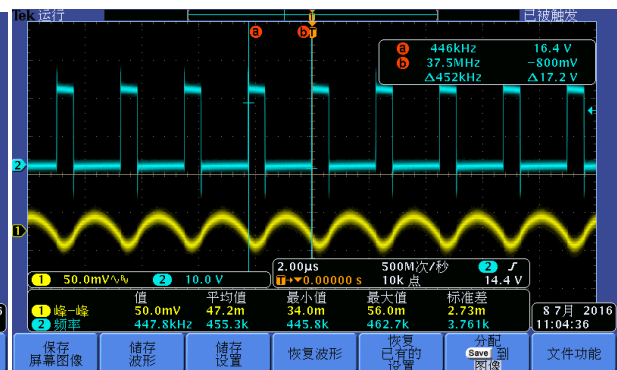 Tek 运行
已被触发
a
b
T
a 446kHz 16.4 V
b 37.5MHz −800mV
Δ452kHz Δ17.2 V
2
1
1 50.0mV∿ 2 10.0 V
2.00μs 500M次/秒 2
T→▼0.00000 s 10k 点 14.4 V
值 平均值 最小值 最大值 标准差
1 峰−峰 50.0mV 47.2m 34.0m 56.0m 2.73m
2 频率 447.8kHz 455.3k 445.8k 462.7k 3.761k
8 7月 2016
11:04:36
保存
屏幕图像
储存
波形
储存
设置
恢复波形
恢复
已有的
设置
分配
Save 到
图像
文件功能